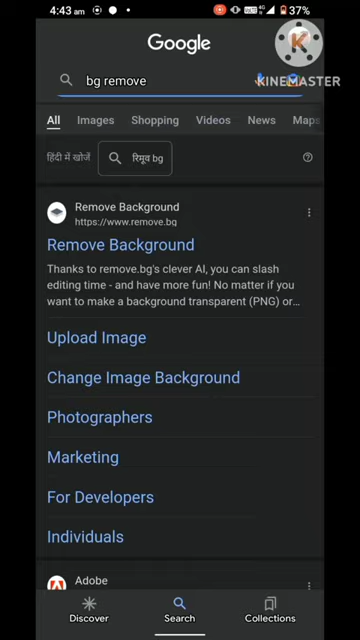 4:43 am
37%
Google
KINEMASTER
bg remove
All Images Shopping Videos News Maps
हिंदी में खोजें
रिमूव bg
Remove Background
https://www.remove.bg
Remove Background
Thanks to remove.bg's clever AI, you can slash
editing time - and have more fun! No matter if you
want to make a background transparent (PNG) or...
Upload Image
Change Image Background
Photographers
Marketing
For Developers
Individuals
Adobe
Discover Search Collections